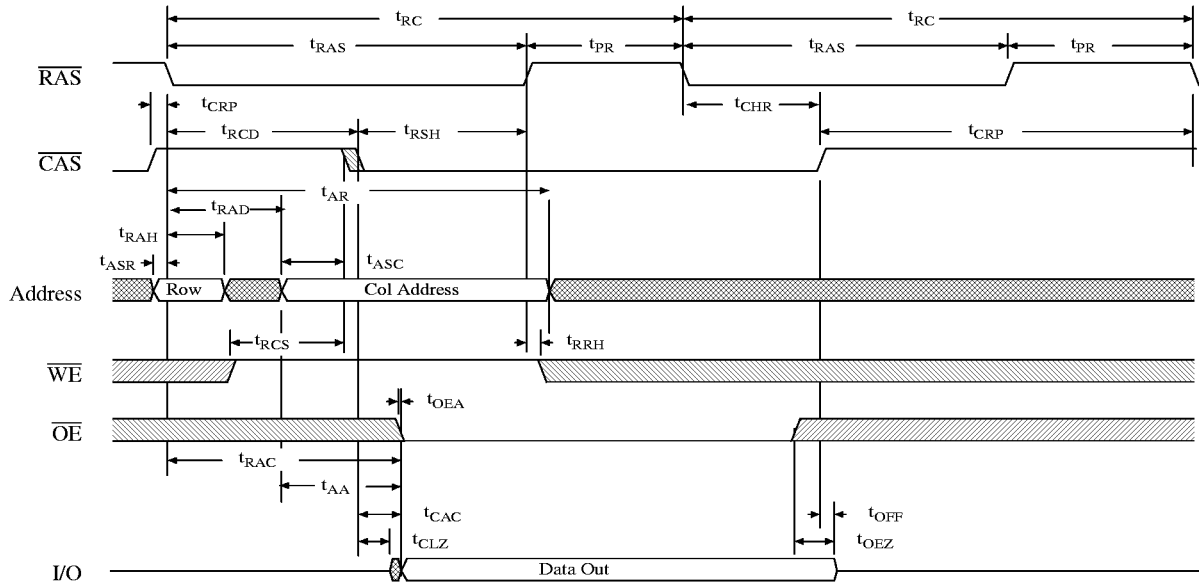 tRC tRC
tRAS tPR tRAS tPR
RAS
tCRP tCHR
tRCD tRSH tCRP
CAS
tAR
tRAD
tRAH
tASR tASC
Address Row Col Address
tRCS tRRH
WE
tOEA
OE
tRAC
tAA
tCAC tOFF
tCLZ tOEZ
I/O Data Out